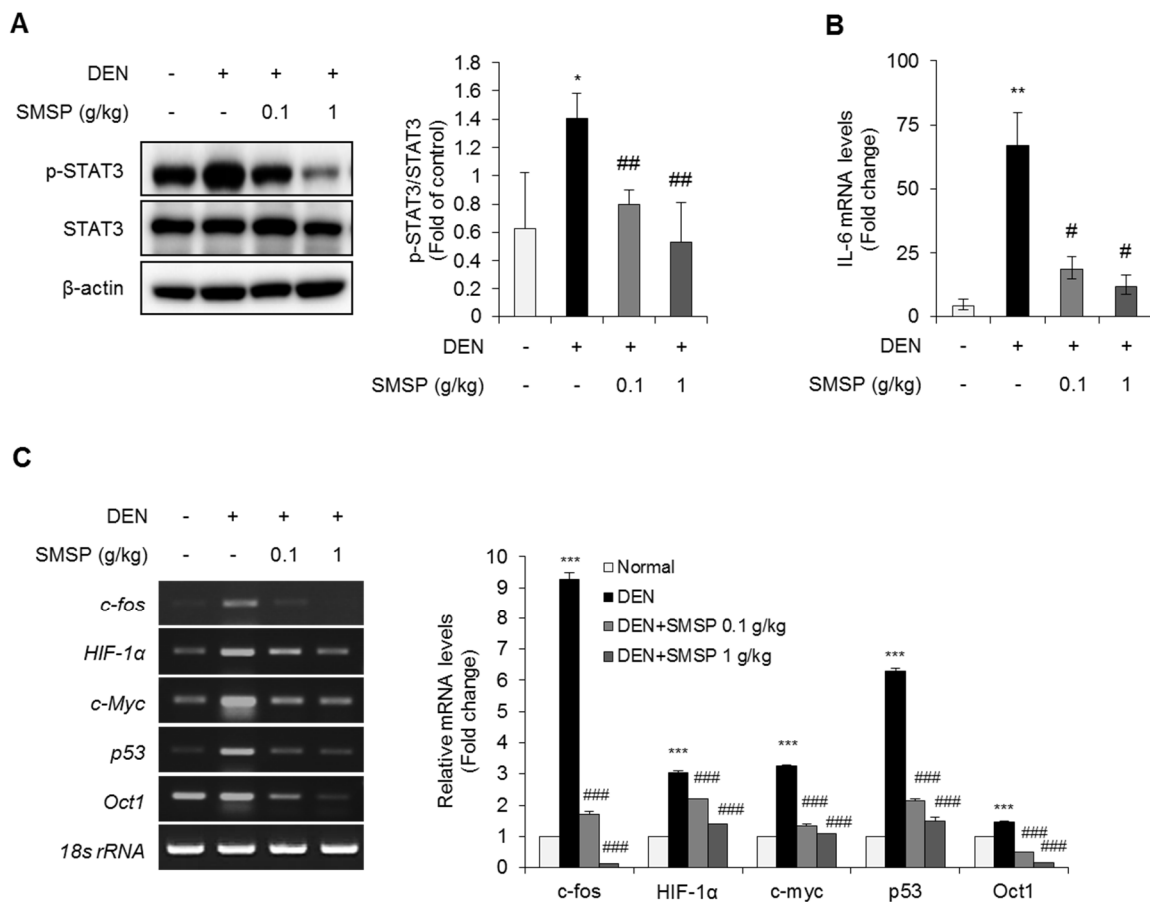 A
DEN - + + +
SMSP (g/kg) - - 0.1 1
p-STAT3
STAT3
β-actin
p-STAT3/STAT3
(Fold of control)
1.8
1.6
1.4
1.2
1
0.8
0.6
0.4
0.2
0
*
##
##
DEN - + + +
SMSP (g/kg) - - 0.1 1
B
IL-6 mRNA levels
(Fold change)
100
75
50
25
0
**
#
#
DEN - + + +
SMSP (g/kg) - - 0.1 1
C
DEN - + + +
SMSP (g/kg) - - 0.1 1
c-fos
HIF-1α
c-Myc
p53
Oct1
18s rRNA
Relative mRNA levels
(Fold change)
10
9
8
7
6
5
4
3
2
1
0
Normal
DEN
DEN+SMSP 0.1 g/kg
DEN+SMSP 1 g/kg
*** ### ###
*** ### ###
*** ### ###
*** ### ###
*** ### ###
c-fos HIF-1α c-myc p53 Oct1